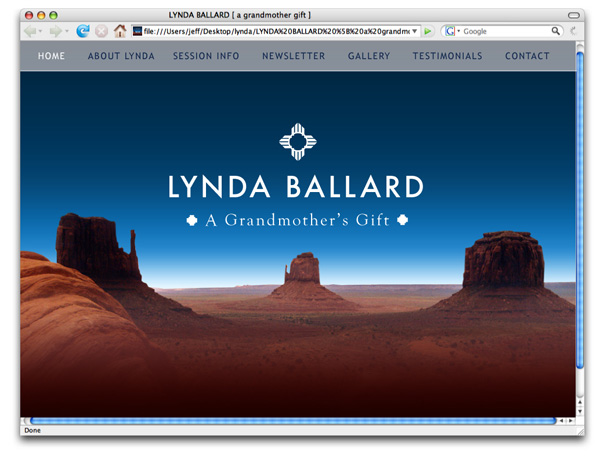 LYNDA BALLARD [ a grandmother gift ]
file:///Users/jeff/Desktop/lynda/LYNDA%20BALLARD%20%5B%20a%20grandmo
Google
HOME ABOUT LYNDA SESSION INFO NEWSLETTER GALLERY TESTIMONIALS CONTACT
LYNDA BALLARD
A Grandmother's Gift
Done